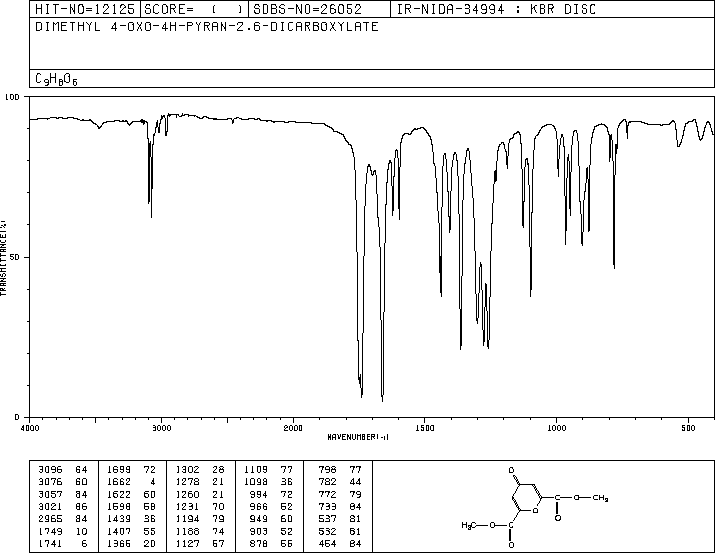 HIT-NO=12125 SCORE= ( ) SDBS-NO=26052 IR-NIDA-34994 : KBR DISC
DIMETHYL 4-OXO-4H-PYRAN-2,6-DICARBOXYLATE
C9H8O6
100
50
0
TRANSMITTANCE(%)
4000 3000 2000 1500 1000 500
WAVENUMBER(-1)
3096 64 1699 72 1302 28 1109 77 798 77
3076 60 1662 4 1278 21 1098 36 782 44
3057 84 1622 60 1260 21 994 72 772 79
3021 86 1598 58 1231 70 966 52 733 84
2965 84 1439 36 1194 79 949 60 537 81
1749 10 1407 55 1188 74 903 52 532 81
1741 6 1366 20 1127 57 878 55 454 84
O
O
C O CH3
O
H3C O C
O